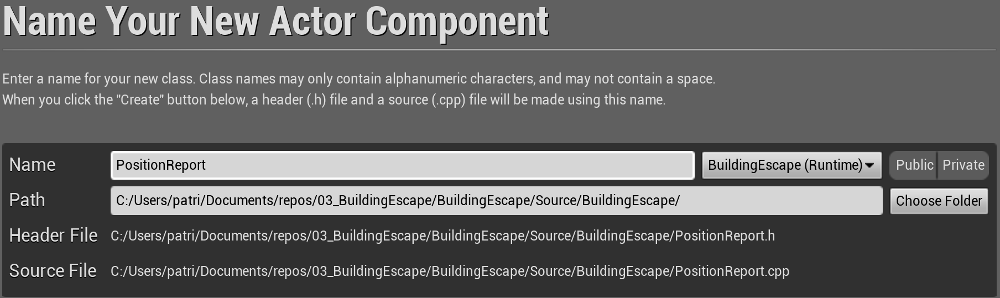 Name Your New Actor Component
Enter a name for your new class. Class names may only contain alphanumeric characters, and may not contain a space.
When you click the "Create" button below, a header (.h) file and a source (.cpp) file will be made using this name.
Name PositionReport BuildingEscape (Runtime) Public Private
Path C:/Users/patri/Documents/repos/03_BuildingEscape/BuildingEscape/Source/BuildingEscape/ Choose Folder
Header File C:/Users/patri/Documents/repos/03_BuildingEscape/BuildingEscape/Source/BuildingEscape/PositionReport.h
Source File C:/Users/patri/Documents/repos/03_BuildingEscape/BuildingEscape/Source/BuildingEscape/PositionReport.cpp